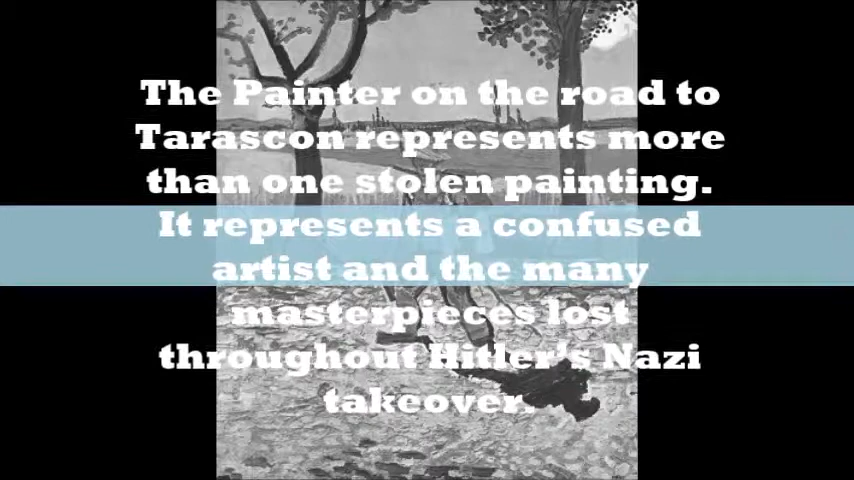 The Painter on the road to
Tarascon represents more
than one stolen painting.
It represents a confused
artist and the many
masterpieces lost
throughout Hitler's Nazi
takeover.